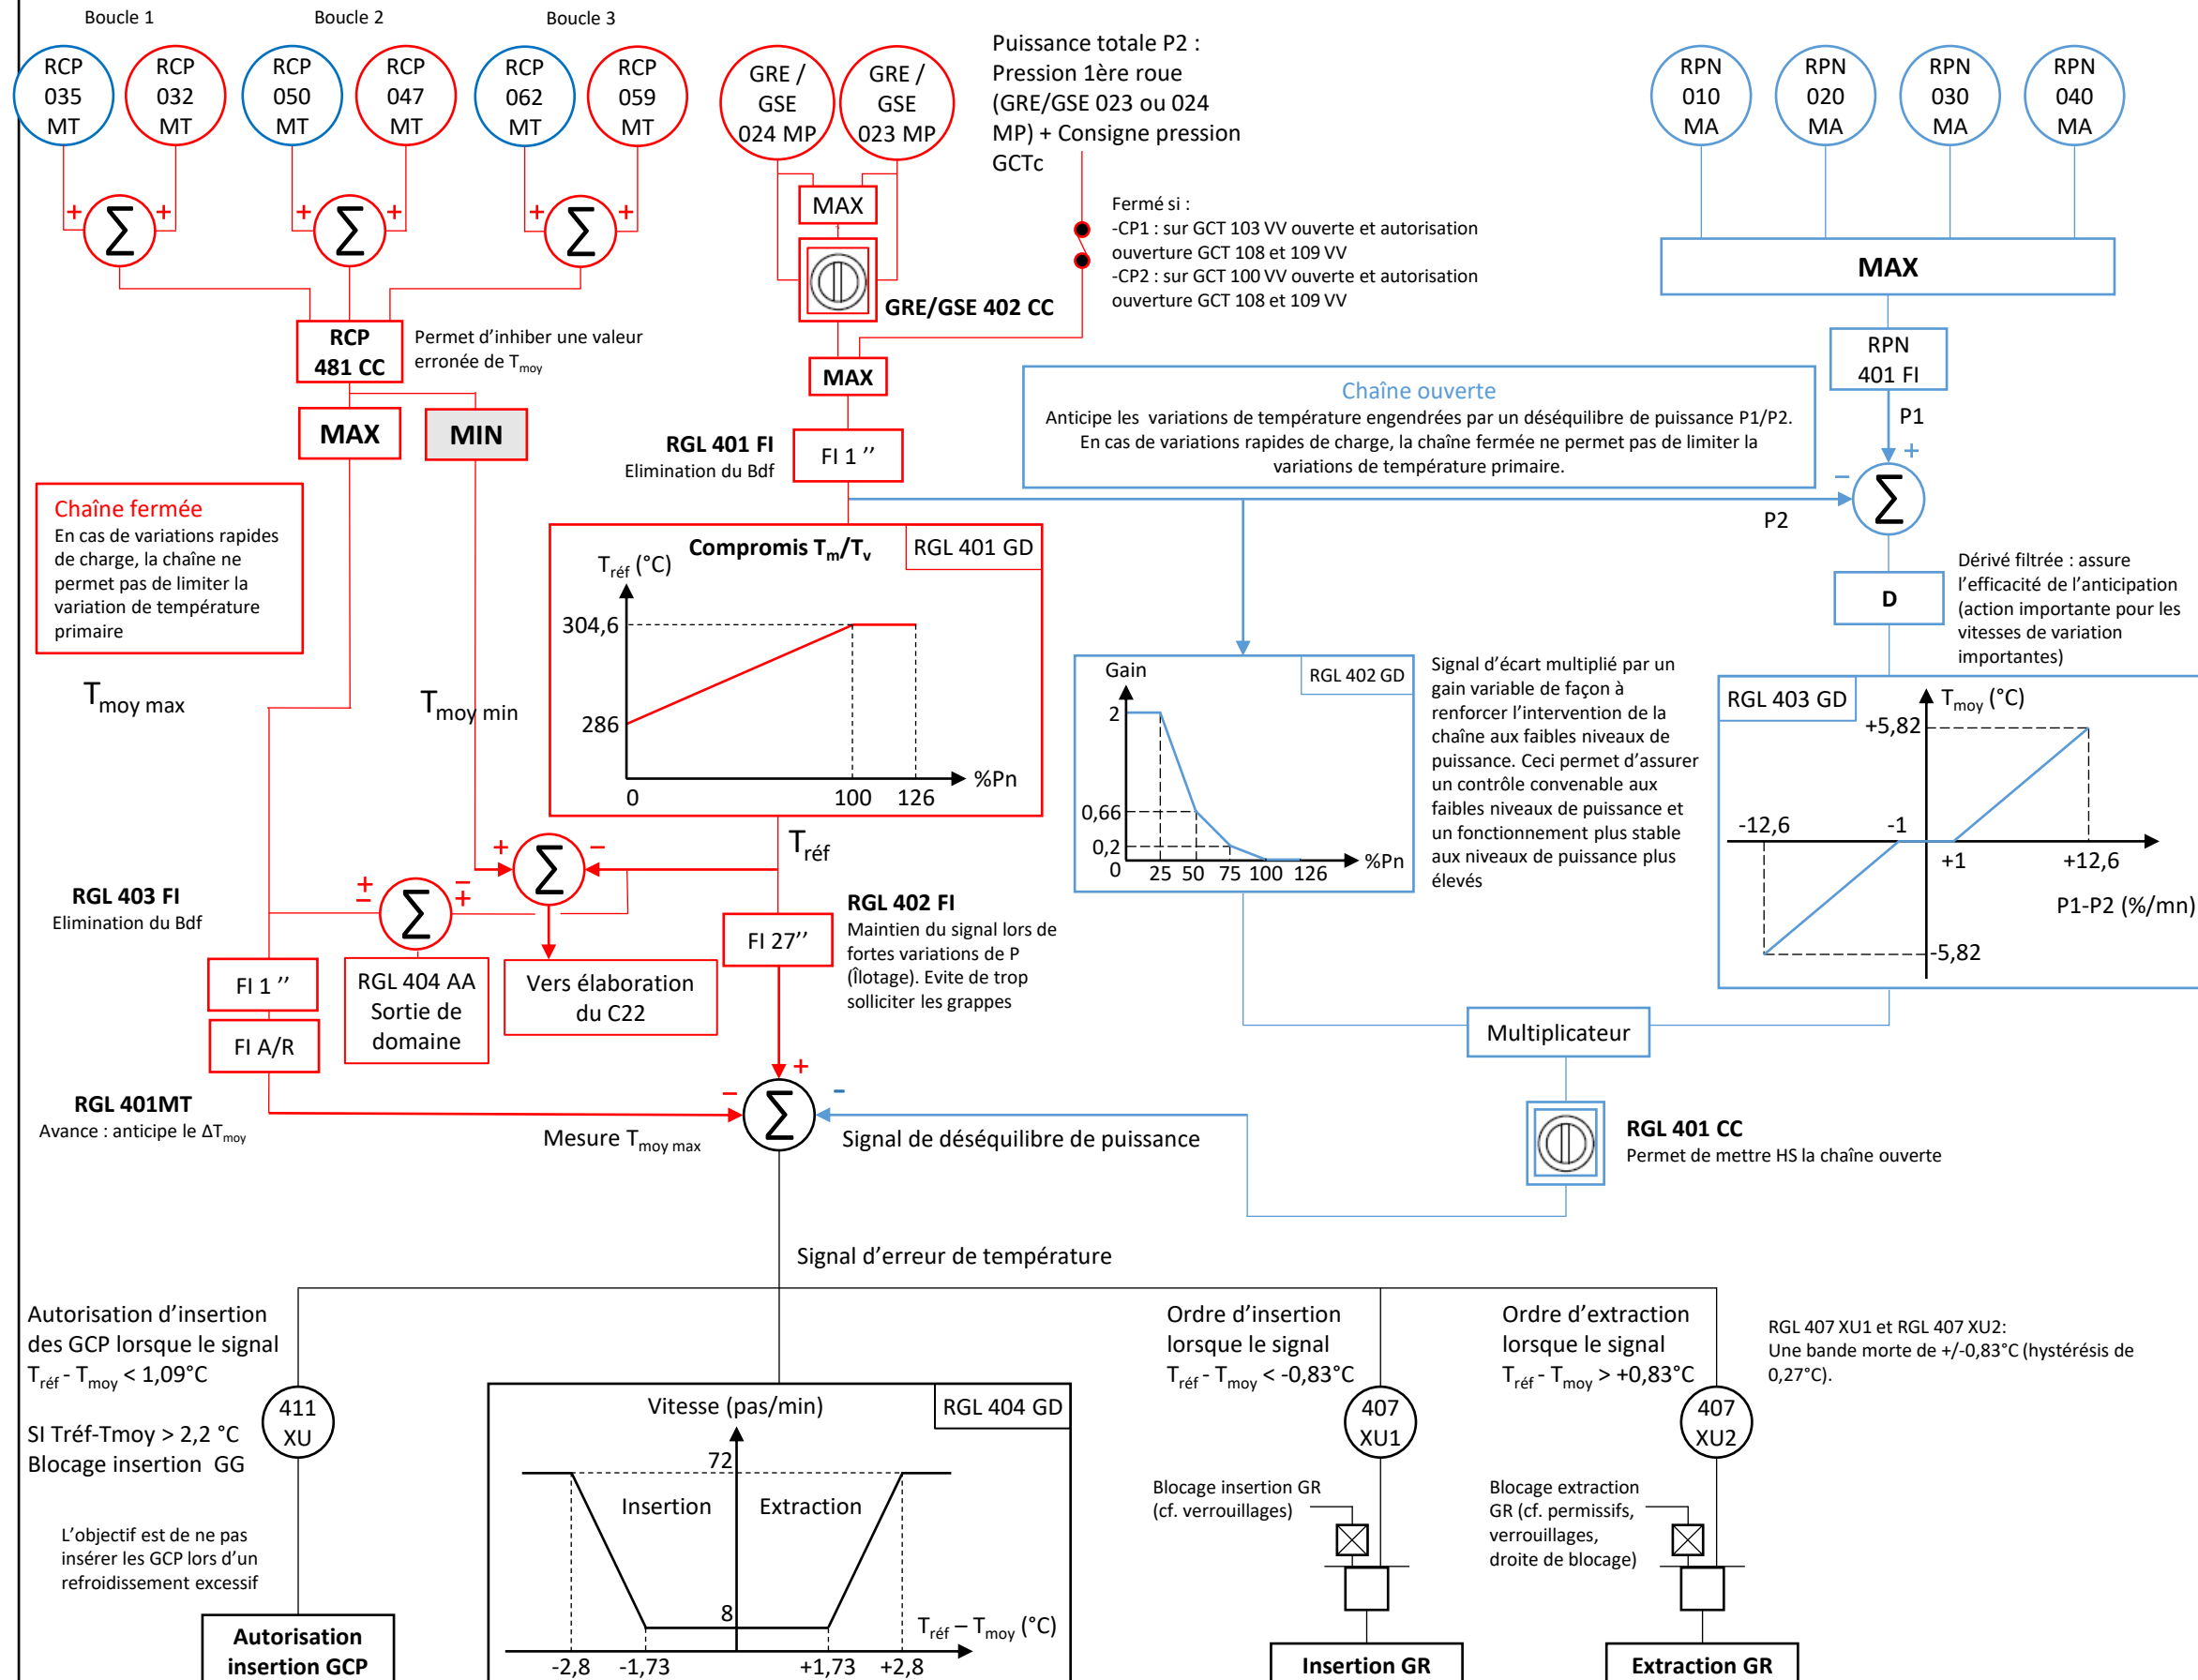 Boucle 1
Boucle 2
Boucle 3
RCP
035
MT
RCP
032
MT
RCP
050
MT
RCP
047
MT
RCP
062
MT
RCP
059
MT
GRE /
GSE
024 MP
GRE /
GSE
023 MP
Puissance totale P2 :
Pression 1ère roue
(GRE/GSE 023 ou 024
MP) + Consigne pression
GCTc
RPN
010
MA
RPN
020
MA
RPN
030
MA
RPN
040
MA
+ Σ +
+ Σ +
+ Σ +
MAX
GRE/GSE 402 CC
Fermé si :
-CP1 : sur GCT 103 VV ouverte et autorisation
ouverture GCT 108 et 109 VV
-CP2 : sur GCT 100 VV ouverte et autorisation
ouverture GCT 108 et 109 VV
MAX
RCP
481 CC
Permet d'inhiber une valeur
erronée de Tmoy
MAX
RPN
401 FI
P1
MAX
MIN
RGL 401 FI
Elimination du Bdf
FI 1 ’’
Chaîne ouverte
Anticipe les variations de température engendrées par un déséquilibre de puissance P1/P2.
En cas de variations rapides de charge, la chaîne fermée ne permet pas de limiter la
variations de température primaire.
+
−
Σ
P2
Chaîne fermée
En cas de variations rapides
de charge, la chaîne ne
permet pas de limiter la
variation de température
primaire
Compromis Tm/Tv
RGL 401 GD
Tréf (°C)
304,6
286
0
100
126
%Pn
D
Dérivé filtrée : assure
l'efficacité de l'anticipation
(action importante pour les
vitesses de variation
importantes)
Tmoy max
Tmoy min
Gain
RGL 402 GD
2
0,66
0,2
0
25
50
75
100
126
%Pn
Signal d'écart multiplié par un
gain variable de façon à
renforcer l'intervention de la
chaîne aux faibles niveaux de
puissance. Ceci permet d'assurer
un contrôle convenable aux
faibles niveaux de puissance et
un fonctionnement plus stable
aux niveaux de puissance plus
élevés
RGL 403 GD
Tmoy (°C)
+5,82
-12,6
-1
+1
+12,6
P1-P2 (%/mn)
-5,82
Tréf
+ Σ −
± Σ ∓
RGL 403 FI
Elimination du Bdf
FI 1 ’’
FI A/R
RGL 404 AA
Sortie de
domaine
Vers élaboration
du C22
FI 27’’
RGL 402 FI
Maintien du signal lors de
fortes variations de P
(Îlotage). Evite de trop
solliciter les grappes
Multiplicateur
RGL 401MT
Avance : anticipe le ΔTmoy
Mesure Tmoy max
−
+
-
Σ
Signal de déséquilibre de puissance
RGL 401 CC
Permet de mettre HS la chaîne ouverte
Signal d'erreur de température
Autorisation d'insertion
des GCP lorsque le signal
Tréf - Tmoy < 1,09°C
411
XU
SI Tréf-Tmoy > 2,2 °C
Blocage insertion GG
L'objectif est de ne pas
insérer les GCP lors d'un
refroidissement excessif
Autorisation
insertion GCP
Vitesse (pas/min)
RGL 404 GD
72
Insertion
Extraction
8
Tréf – Tmoy (°C)
-2,8
-1,73
+1,73
+2,8
Ordre d'insertion
lorsque le signal
Tréf - Tmoy < -0,83°C
407
XU1
Blocage insertion GR
(cf. verrouillages)
Insertion GR
Ordre d'extraction
lorsque le signal
Tréf - Tmoy > +0,83°C
407
XU2
Blocage extraction
GR (cf. permissifs,
verrouillages,
droite de blocage)
Extraction GR
RGL 407 XU1 et RGL 407 XU2:
Une bande morte de +/-0,83°C (hystérésis de
0,27°C).